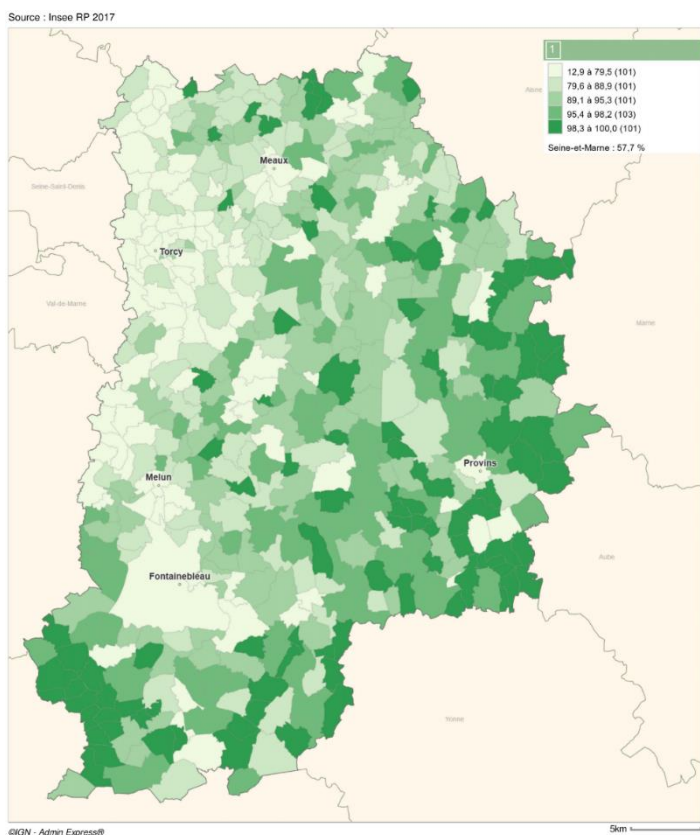 Source : Insee RP 2017
1
12,9 à 79,5 (101)
79,6 à 88,9 (101)
89,1 à 95,3 (101)
95,4 à 98,2 (103)
98,3 à 100,0 (101)
Seine-et-Marne : 57,7 %
Aisne
Meaux
Seine-Saint-Denis
Torcy
Val-de-Marne
Marne
Provins
Melun
Aube
Fontainebleau
Yonne
5km
@IGN - Admin Express®